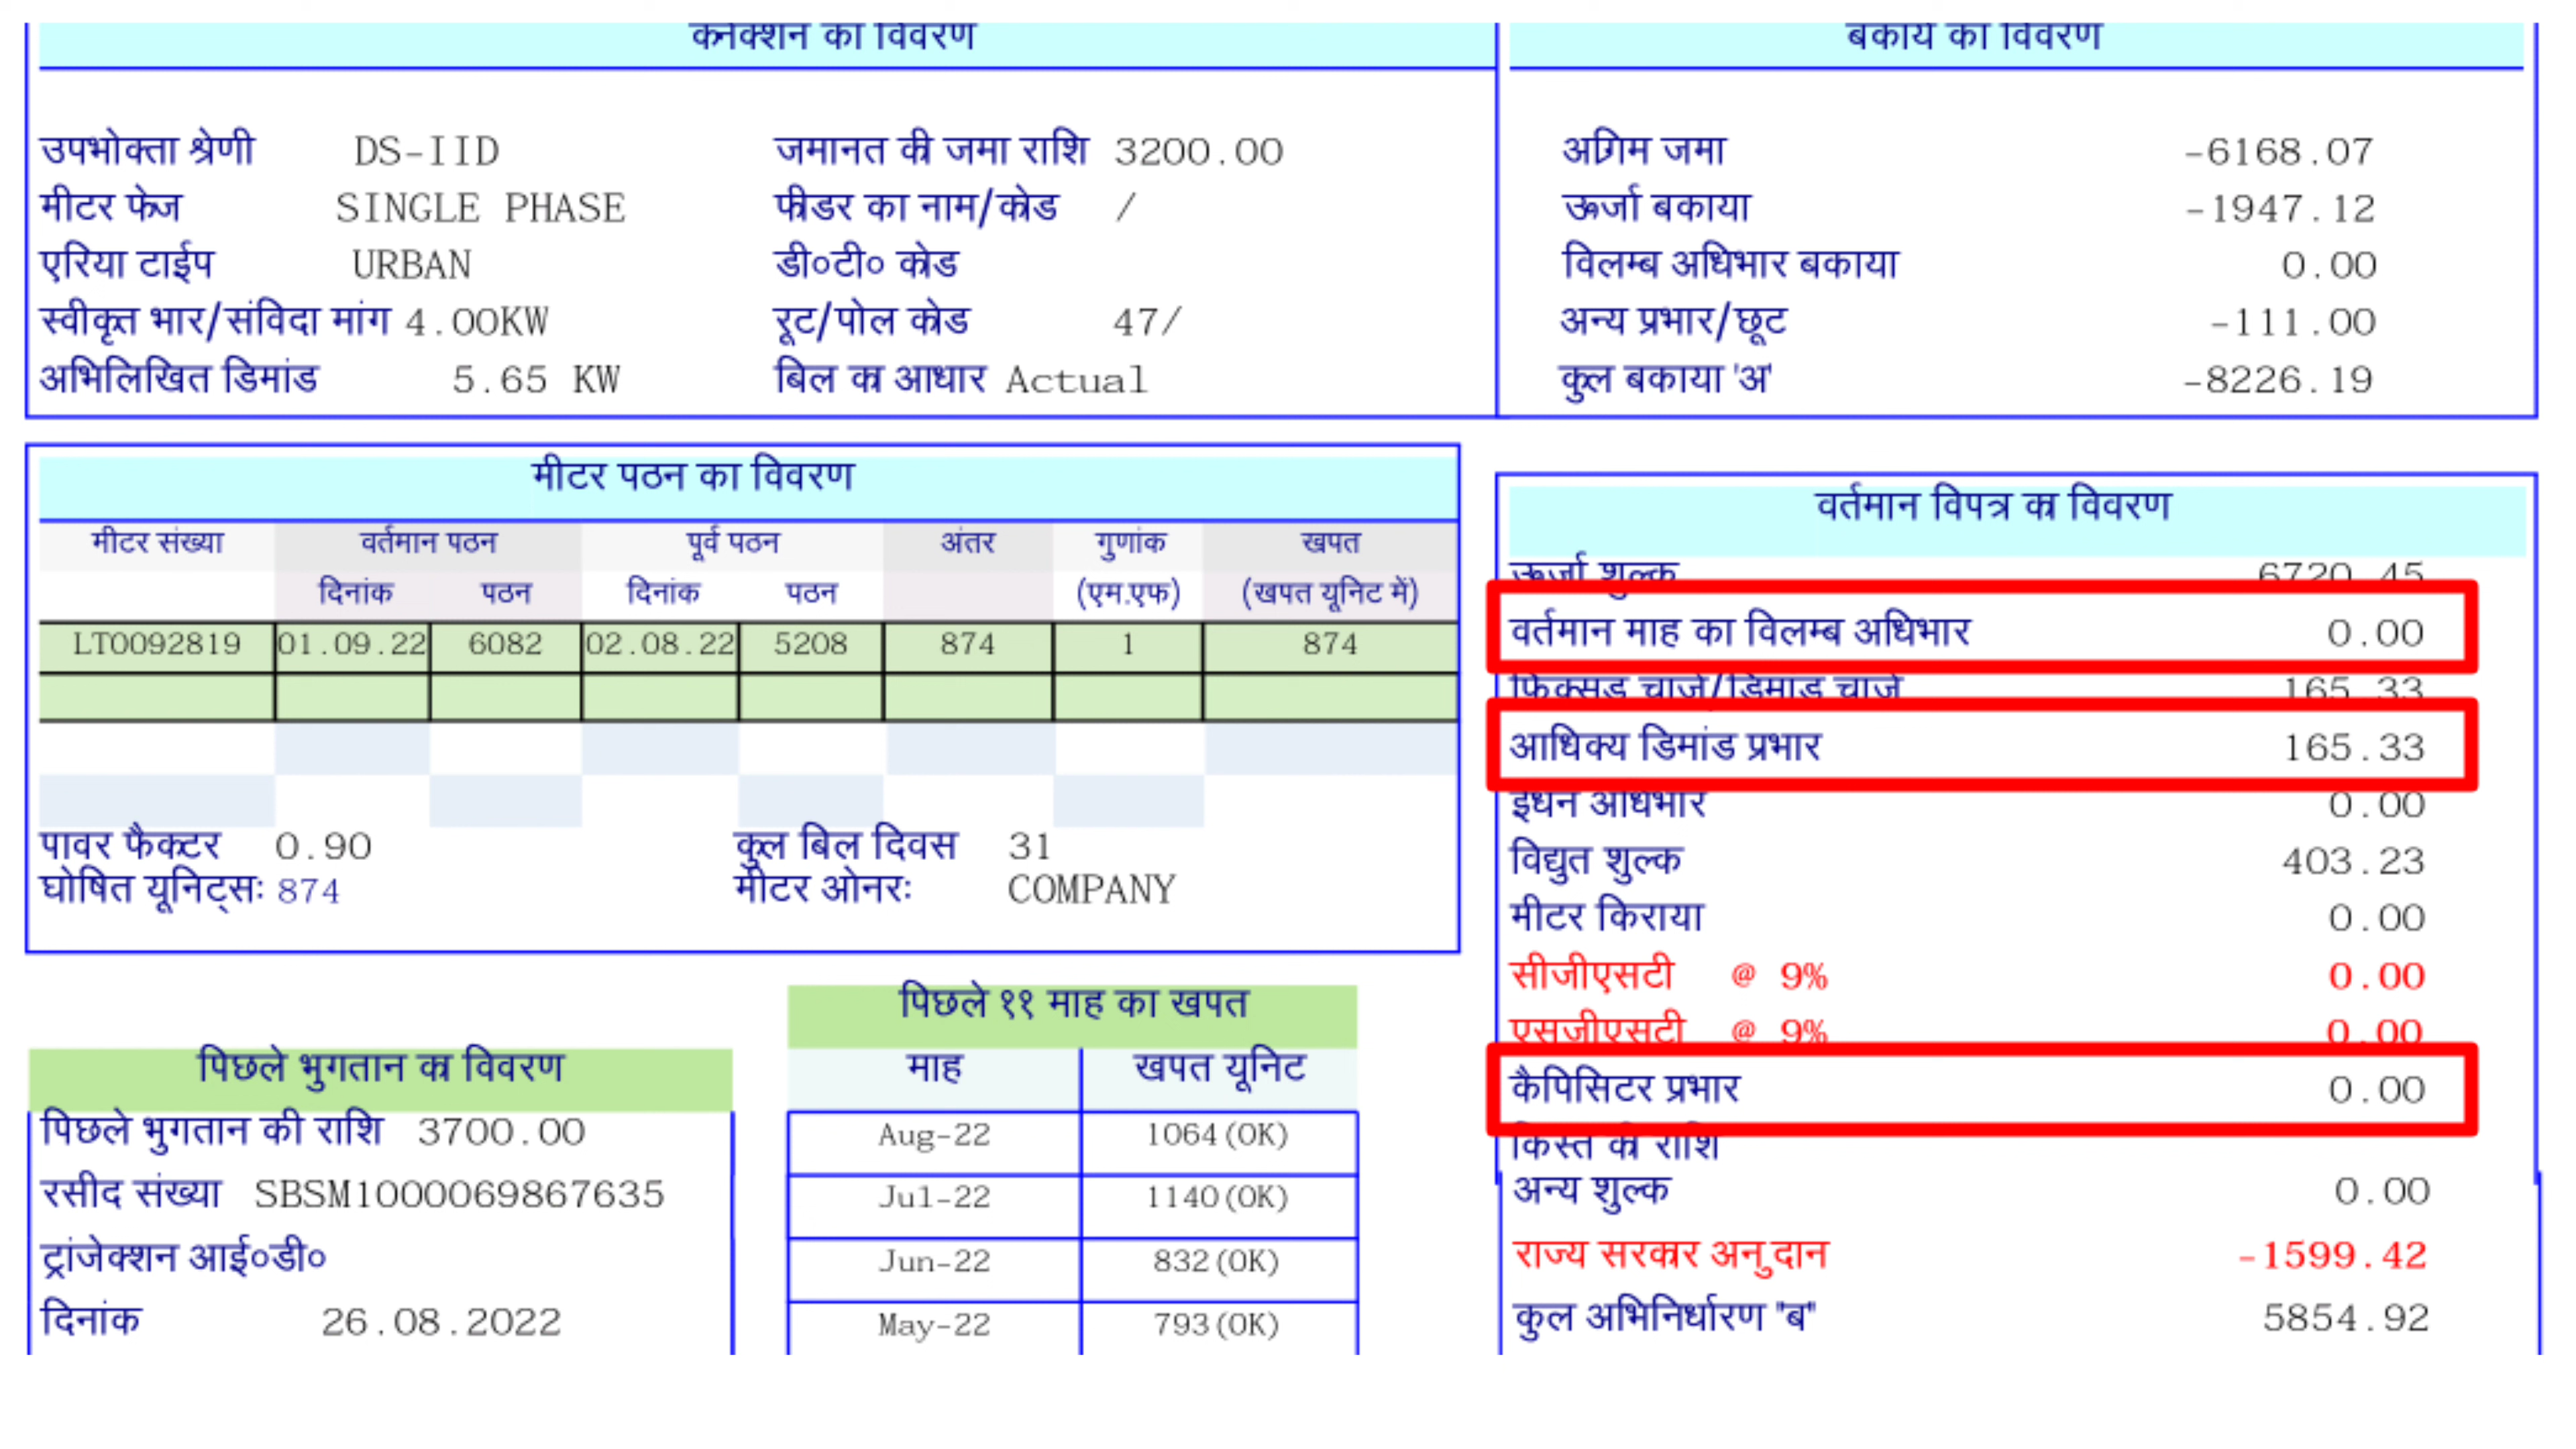 कनेक्शन का विवरण
उपभोक्ता श्रेणी DS-IID जमानत की जमा राशि 3200.00
मीटर फेज SINGLE PHASE फीडर का नाम/कोड /
एरिया टाईप URBAN डी०टी० कोड
स्वीकृत भार/संविदा मांग 4.00KW रूट/पोल कोड 47/
अभिलिखित डिमांड 5.65 KW बिल का आधार Actual
बकाये का विवरण
अग्रिम जमा -6168.07
ऊर्जा बकाया -1947.12
विलम्ब अधिभार बकाया 0.00
अन्य प्रभार/छूट -111.00
कुल बकाया 'अ' -8226.19
मीटर पठन का विवरण
मीटर संख्या वर्तमान पठन पूर्व पठन अंतर गुणांक खपत
दिनांक पठन दिनांक पठन (एम.एफ) (खपत यूनिट में)
LT0092819 01.09.22 6082 02.08.22 5208 874 1 874
पावर फैक्टर 0.90 कुल बिल दिवस 31
घोषित यूनिट्सः 874 मीटर ओनरः COMPANY
वर्तमान विपत्र का विवरण
ऊर्जा शुल्क 6720.45
वर्तमान माह का विलम्ब अधिभार 0.00
फिक्सड चार्ज/डिमांड चार्ज 165.33
आधिक्य डिमांड प्रभार 165.33
ईंधन अधिभार 0.00
विद्युत शुल्क 403.23
मीटर किराया 0.00
सीजीएसटी @ 9% 0.00
एसजीएसटी @ 9% 0.00
कैपिसिटर प्रभार 0.00
किस्त की राशि
अन्य शुल्क 0.00
राज्य सरकार अनुदान -1599.42
कुल अभिनिर्धारण "ब" 5854.92
पिछले भुगतान का विवरण
पिछले भुगतान की राशि 3700.00
रसीद संख्या SBSM1000069867635
ट्रांजेक्शन आई०डी०
दिनांक 26.08.2022
पिछले ११ माह का खपत
माह खपत यूनिट
Aug-22 1064(OK)
Jul-22 1140(OK)
Jun-22 832(OK)
May-22 793(OK)